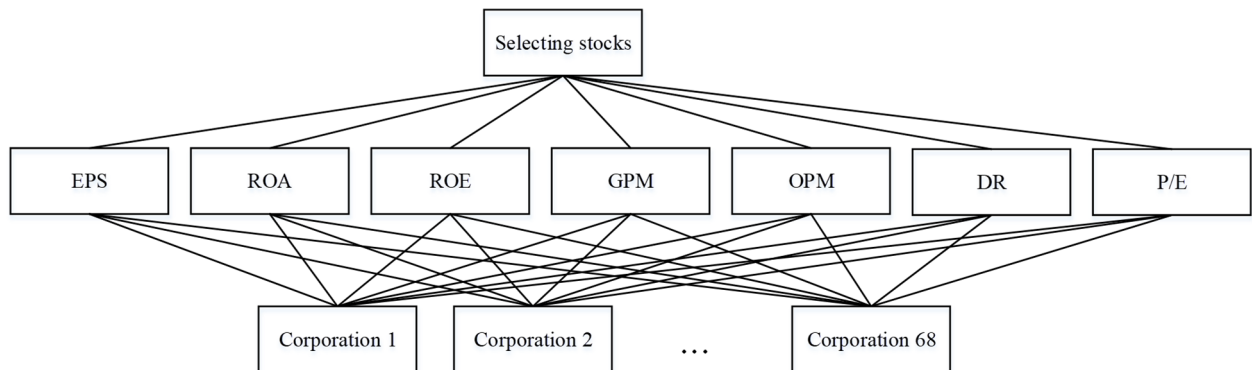 Selecting stocks
EPS
ROA
ROE
GPM
OPM
DR
P/E
Corporation 1
Corporation 2
...
Corporation 68